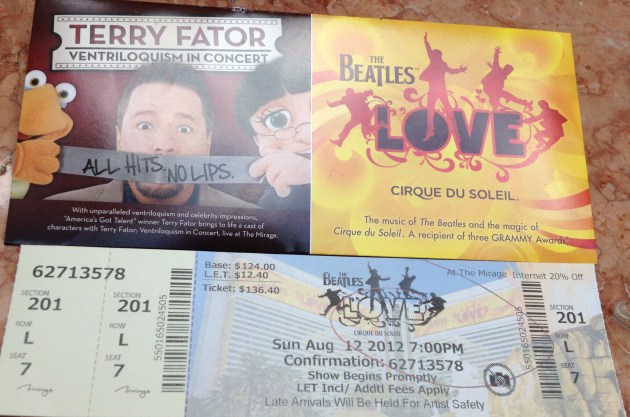 TERRY FATOR
VENTRILOQUISM IN CONCERT
ALL HITS. NO LIPS.
With unparalleled ventriloquism and celebrity impressions,
"America's Got Talent" winner Terry Fator brings to life a cast of
characters with Terry Fator: Ventriloquism in Concert, live at The Mirage.
THE
BEATLES
LOVE
CIRQUE DU SOLEIL.
The music of The Beatles and the magic of
Cirque du Soleil. A recipient of three GRAMMY Awards.
62713578
SECTION
201
ROW
L
SEAT
7
mirage
SECTION
201
ROW
L
SEAT
7
mirage
550165024505
Base: $124.00
L.E.T. $12.40
Ticket: $136.40
THE
BEATLES
LOVE
CIRQUE DU SOLEIL
At The Mirage Internet 20% Off
Sun Aug 12 2012 7:00PM
Confirmation: 62713578
Show Begins Promptly
LET Incl/ Addtl Fees Apply
Late Arrivals Will Be Held For Artist Safety
550165024505
SECTION
201
ROW
L
SEAT
7